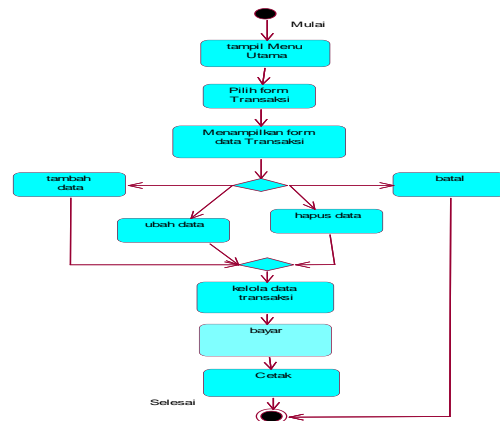 Mulai
tampil Menu
Utama
Pilih form
Transaksi
Menampilkan form
data Transaksi
tambah
data
batal
ubah data
hapus data
kelola data
transaksi
bayar
Cetak
Selesai